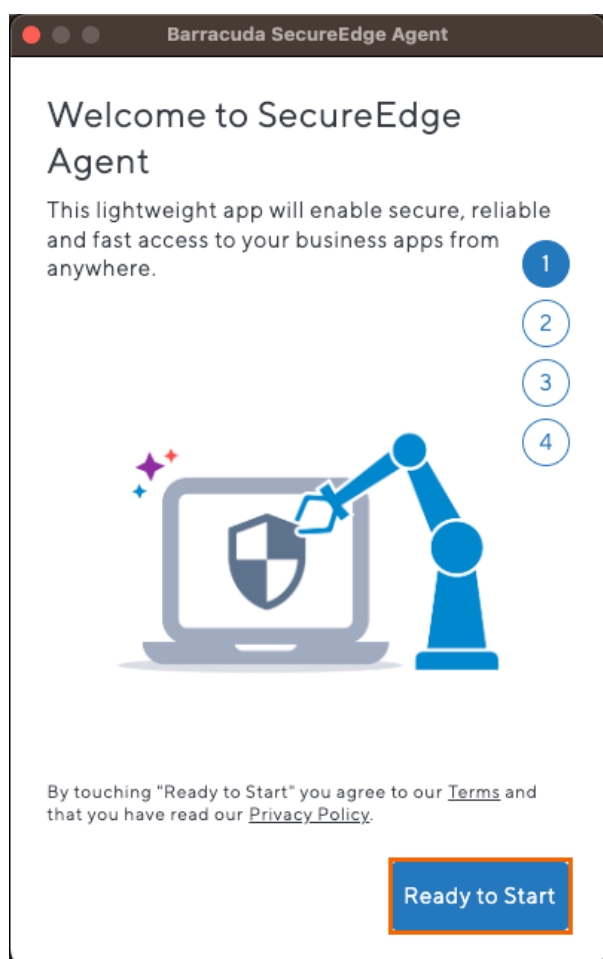 Barracuda SecureEdge Agent
Welcome to SecureEdge
Agent
This lightweight app will enable secure, reliable
and fast access to your business apps from
anywhere.
1
2
3
4
By touching "Ready to Start" you agree to our Terms and
that you have read our Privacy Policy.
Ready to Start